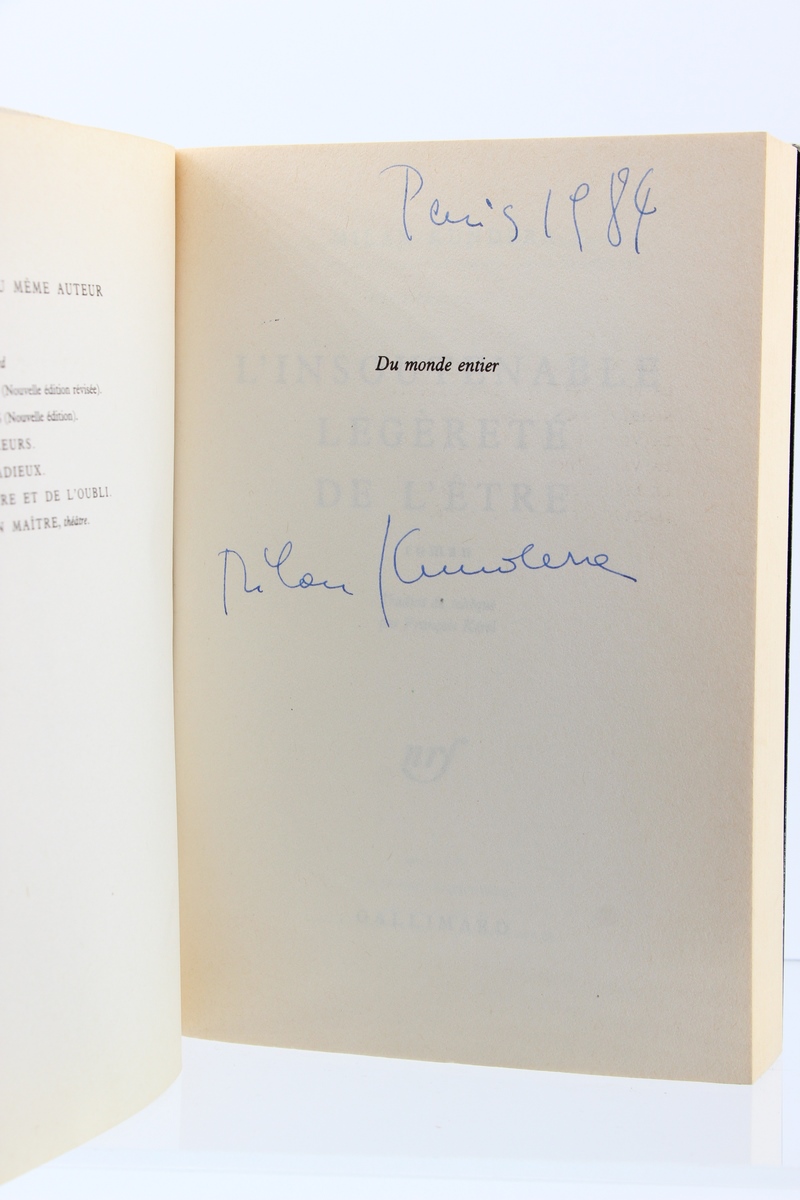 U MÊME AUTEUR
(Nouvelle édition révisée).
(Nouvelle édition).
EURS.
ADIEUX.
RE ET DE L'OUBLI.
N MAÎTRE, théâtre.
Paris 1984
Du monde entier
L'INSOUTENABLE
LÉGÈRETÉ
DE L'ÊTRE
roman
Milan Kundera
nrf
GALLIMARD